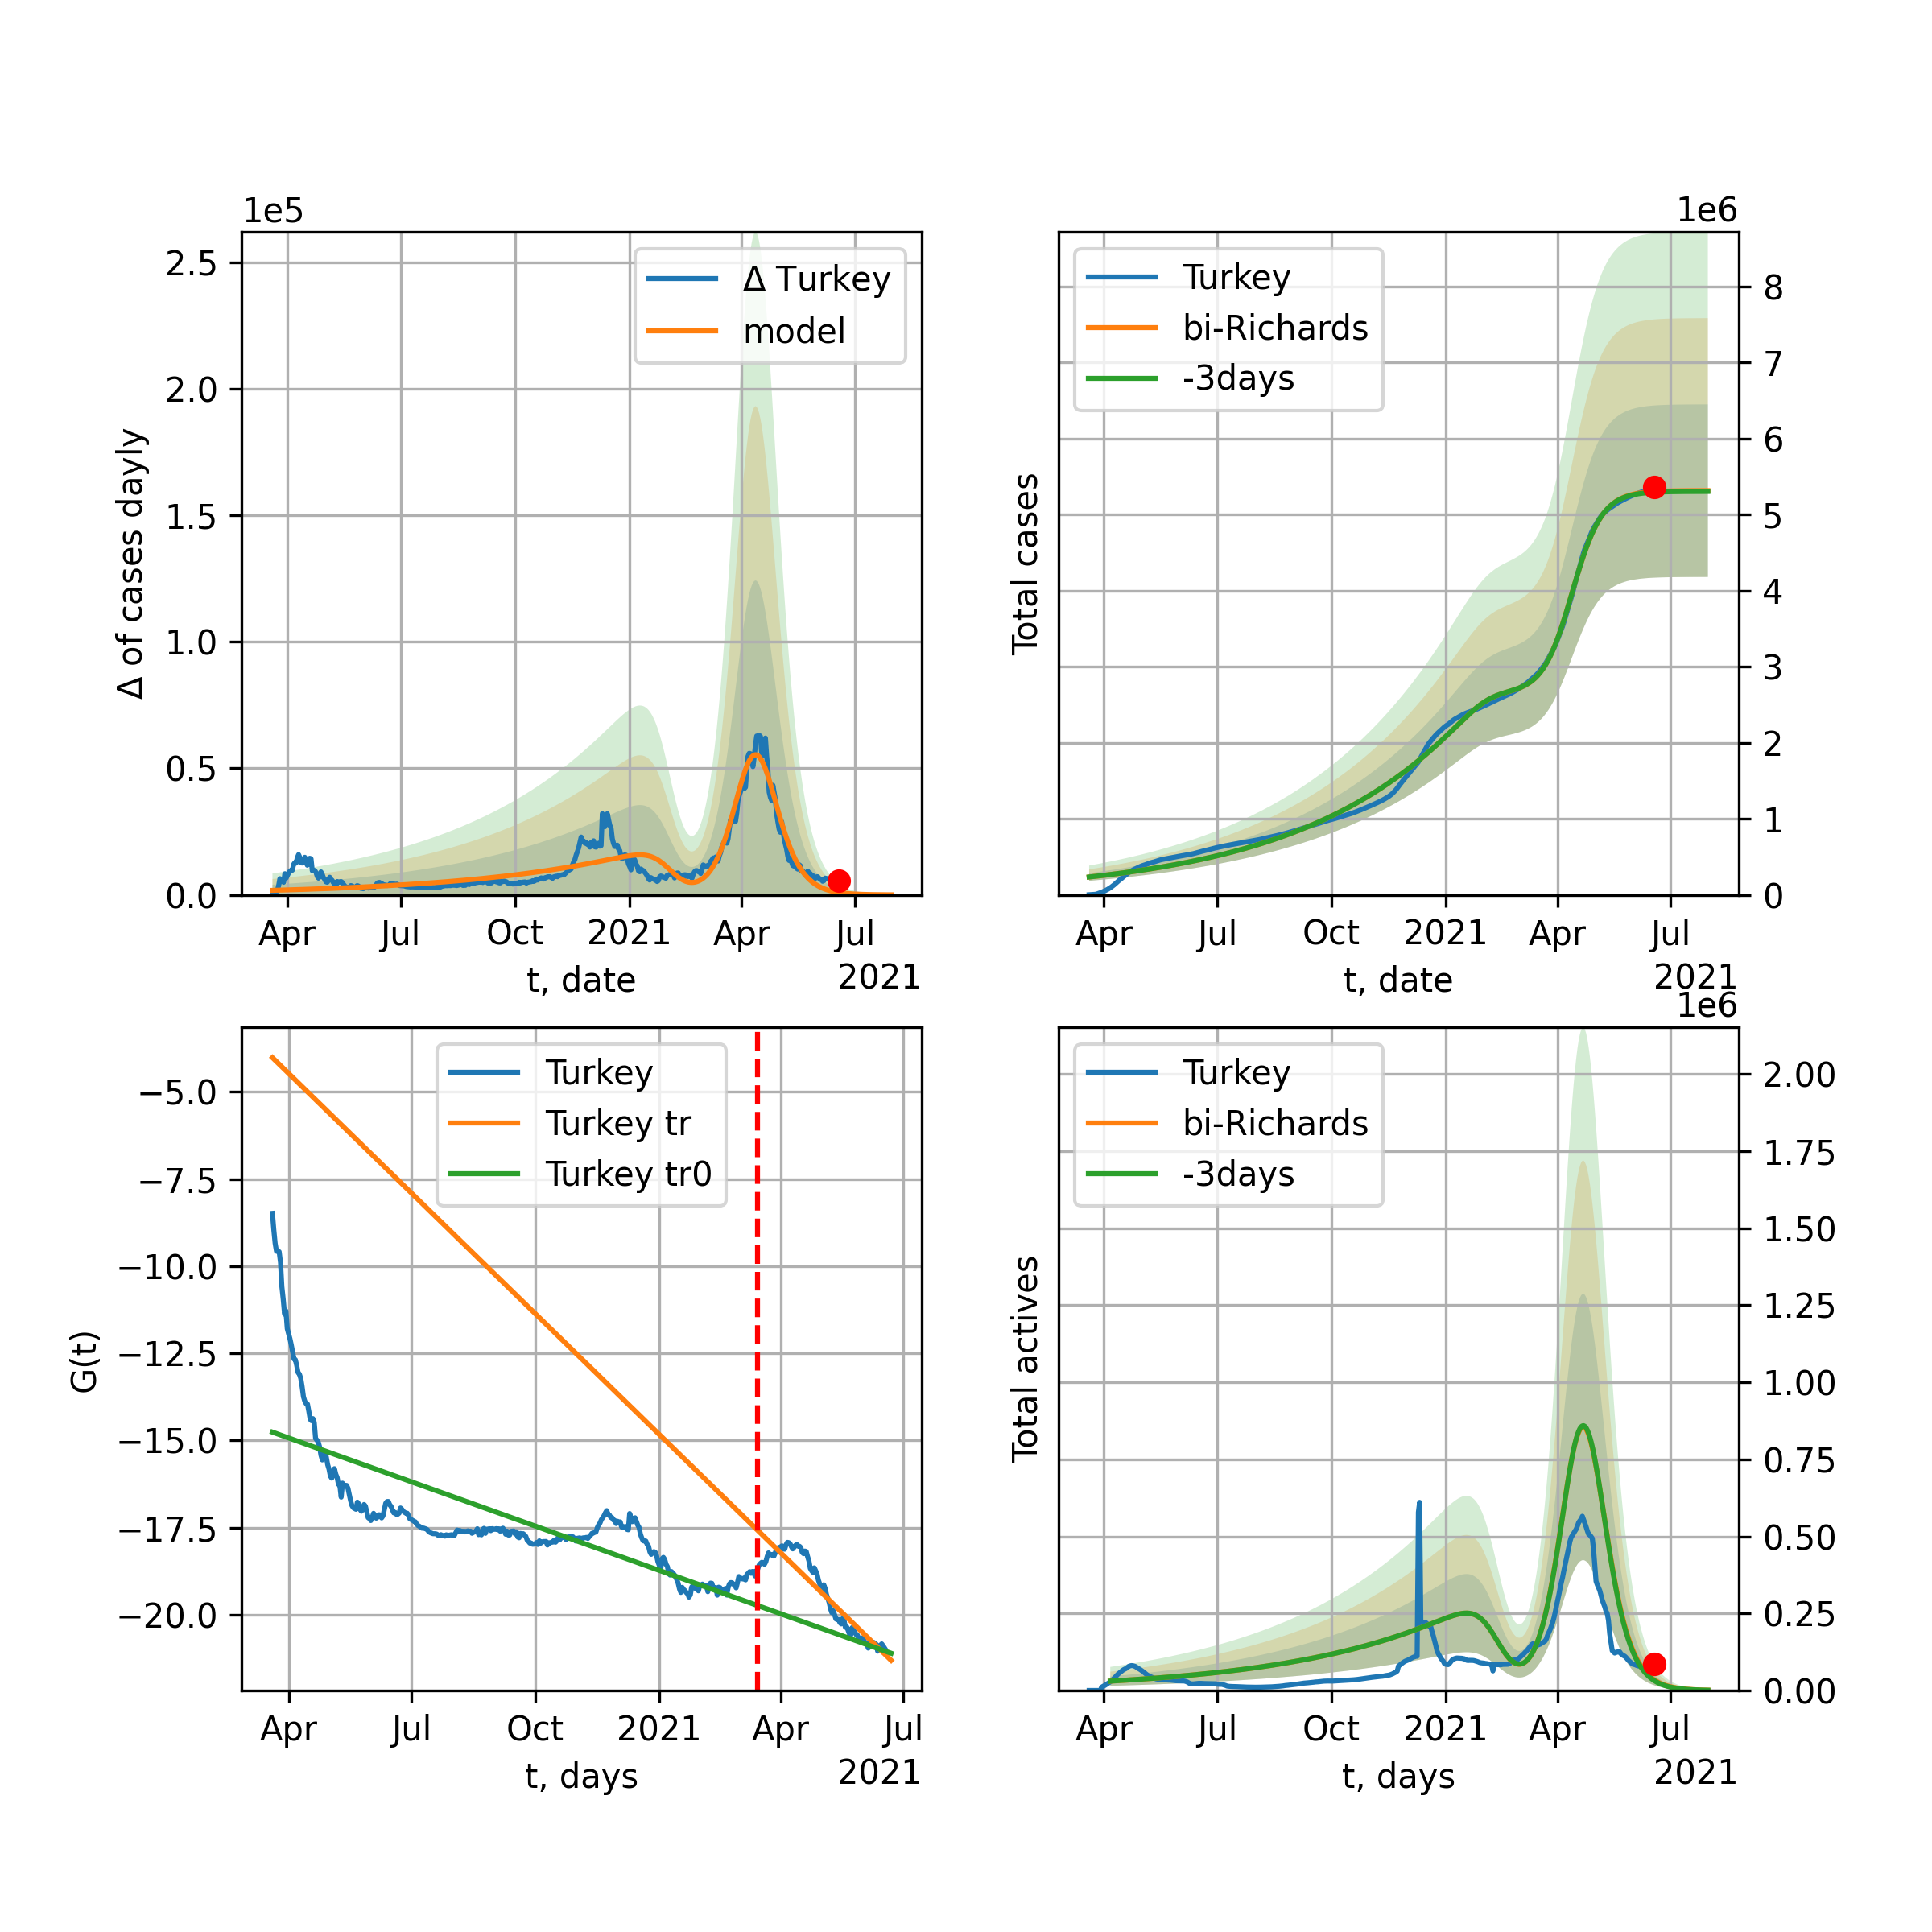 1e5
2.5
2.0
1.5
1.0
0.5
0.0
Δ of cases dayly
Δ Turkey
model
Apr
Jul
Oct
2021
Apr
Jul
t, date
2021
1e6
Total cases
Turkey
bi-Richards
-3days
8
7
6
5
4
3
2
1
0
Apr
Jul
Oct
2021
Apr
Jul
t, date
2021
−5.0
−7.5
−10.0
−12.5
−15.0
−17.5
−20.0
G(t)
Turkey
Turkey tr
Turkey tr0
Apr
Jul
Oct
2021
Apr
Jul
t, days
2021
1e6
Total actives
Turkey
bi-Richards
-3days
2.00
1.75
1.50
1.25
1.00
0.75
0.50
0.25
0.00
Apr
Jul
Oct
2021
Apr
Jul
t, days
2021